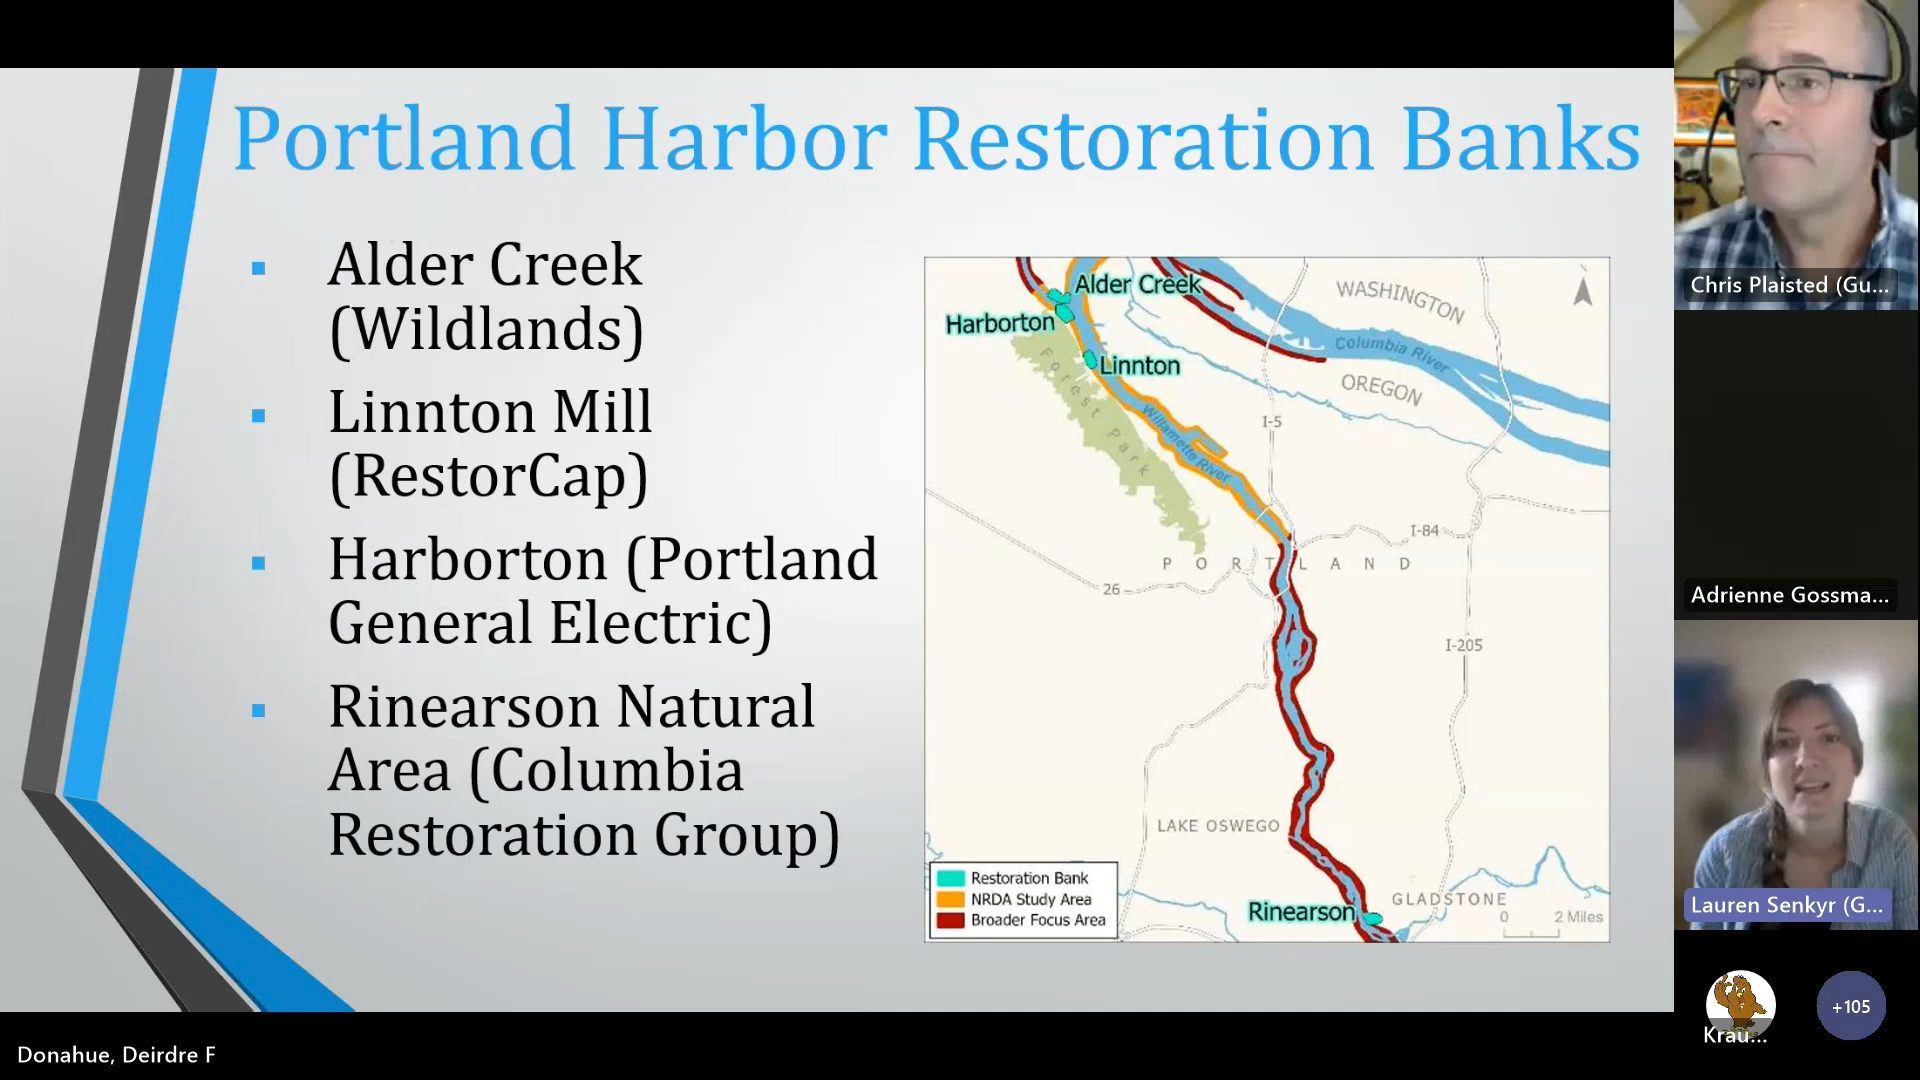 Portland Harbor Restoration Banks
▪ Alder Creek
(Wildlands)
▪ Linnton Mill
(RestorCap)
▪ Harborton (Portland
General Electric)
▪ Rinearson Natural
Area (Columbia
Restoration Group)
Alder Creek
Harborton
Linnton
WASHINGTON
Columbia River
OREGON
Forest Park
Willamette River
I-5
I-84
PORTLAND
26
I-205
LAKE OSWEGO
GLADSTONE
Rinearson
0 2 Miles
Restoration Bank
NRDA Study Area
Broader Focus Area
Chris Plaisted (Gu...
Adrienne Gossma...
Lauren Senkyr (G...
Krau...
+105
Donahue, Deirdre F